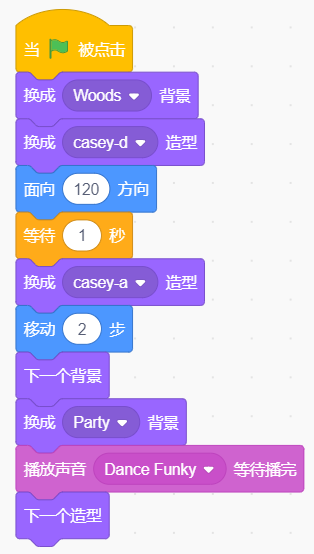 当 被点击
换成 Woods 背景
换成 casey-d 造型
面向 120 方向
等待 1 秒
换成 casey-a 造型
移动 2 步
下一个背景
换成 Party 背景
播放声音 Dance Funky 等待播完
下一个造型